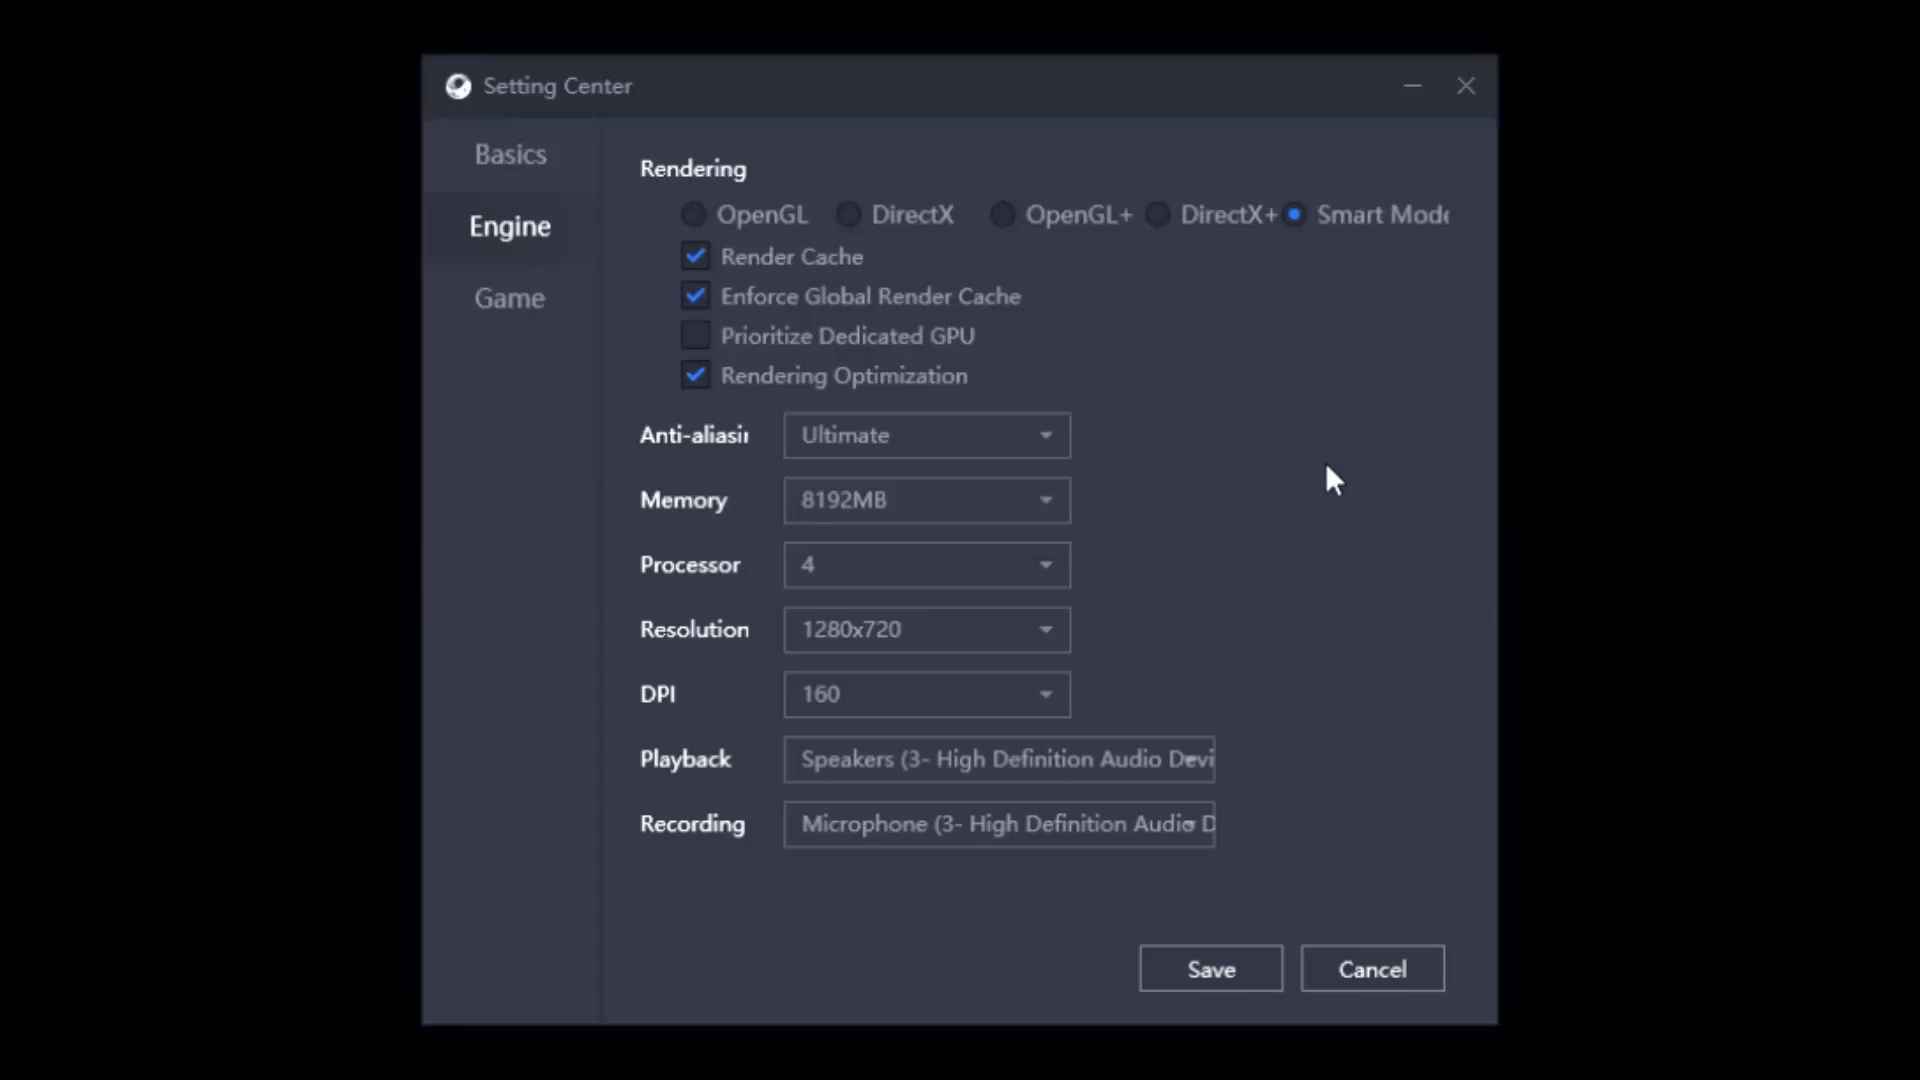 Setting Center
Basics
Engine
Game
Rendering
OpenGL DirectX OpenGL+ DirectX+ Smart Mode
Render Cache
Enforce Global Render Cache
Prioritize Dedicated GPU
Rendering Optimization
Anti-aliasin Ultimate
Memory 8192MB
Processor 4
Resolution 1280x720
DPI 160
Playback Speakers (3- High Definition Audio Devi
Recording Microphone (3- High Definition Audio D
Save Cancel